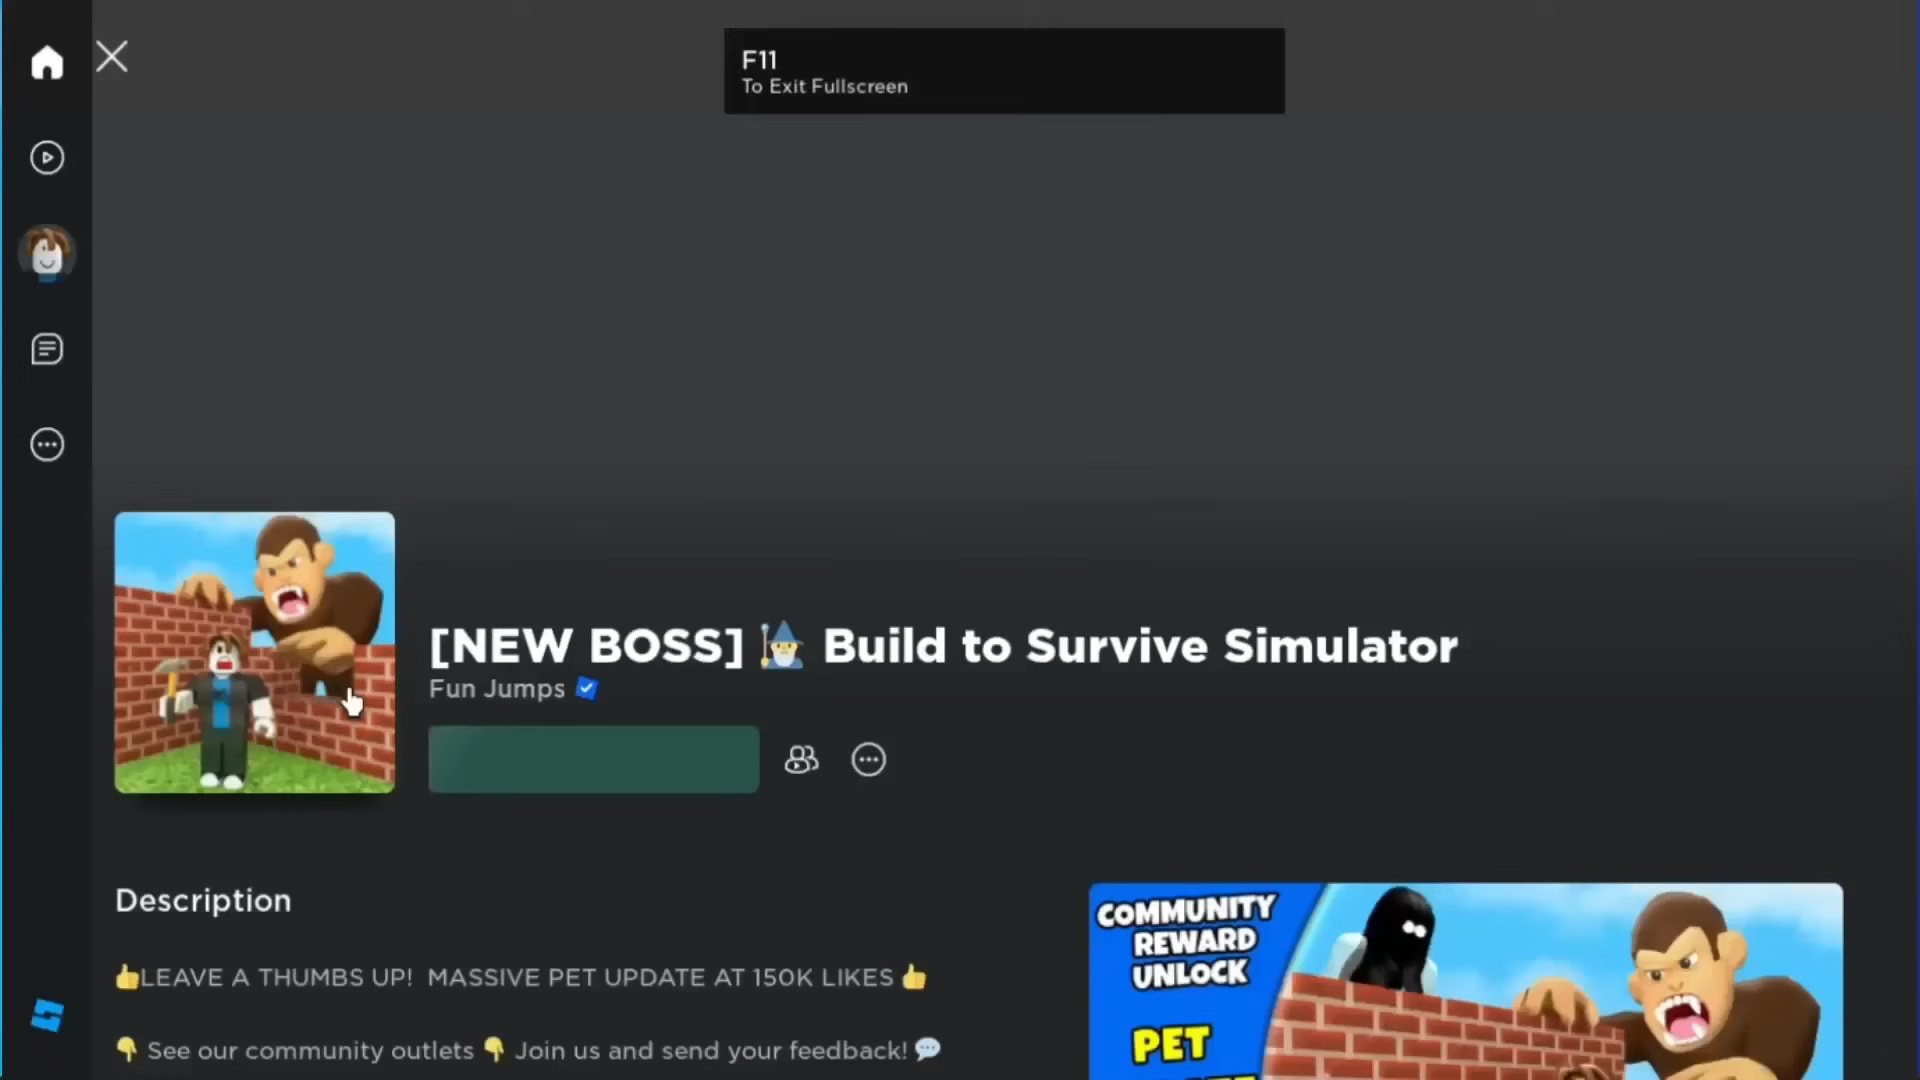 F11
To Exit Fullscreen
[NEW BOSS] 🧙‍♂️ Build to Survive Simulator
Fun Jumps
Description
👍LEAVE A THUMBS UP! MASSIVE PET UPDATE AT 150K LIKES 👍
👇 See our community outlets 👇 Join us and send your feedback! 💬
COMMUNITY
REWARD
UNLOCK
PET